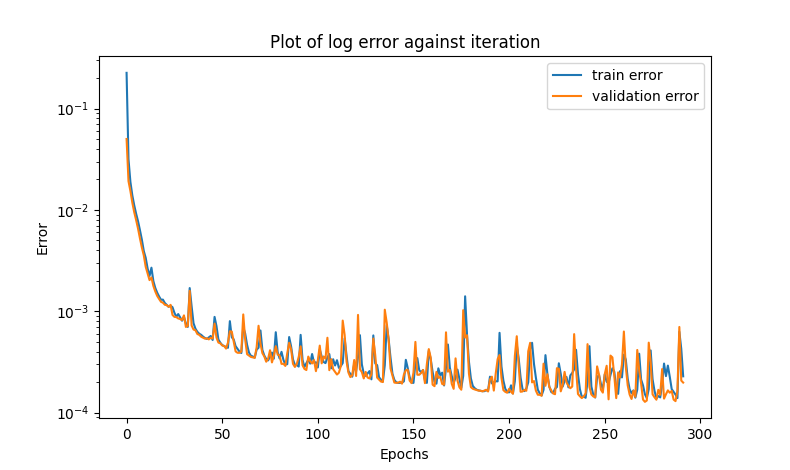 Plot of log error against iteration
train error
validation error
10⁻¹
10⁻²
10⁻³
10⁻⁴
Error
0 50 100 150 200 250 300
Epochs